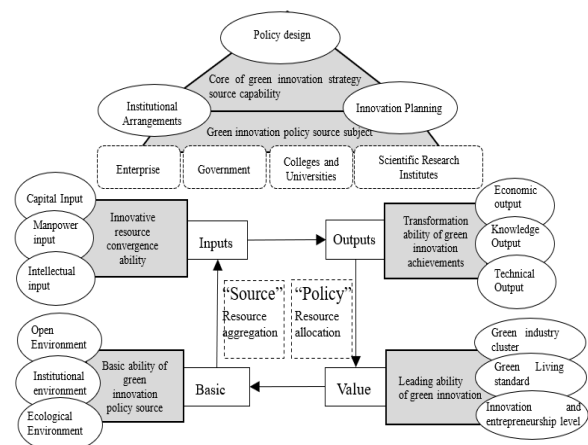 Policy design
Core of green innovation strategy
source capability
Institutional
Arrangements
Innovation Planning
Green innovation policy source subject
Enterprise
Government
Colleges and
Universities
Scientific Research
Institutes
Capital Input
Manpower
input
Intellectual
input
Innovative
resource
convergence
ability
Inputs
Outputs
Transformation
ability of green
innovation
achievements
Economic
output
Knowledge
Output
Technical
Output
“Source”
Resource
aggregation
“Policy”
Resource
allocation
Open
Environment
Institutional
environment
Ecological
Environment
Basic ability of
green
innovation
policy source
Basic
Value
Leading ability
of green innovation
Green industry
cluster
Green Living
standard
Innovation and
entrepreneurship level